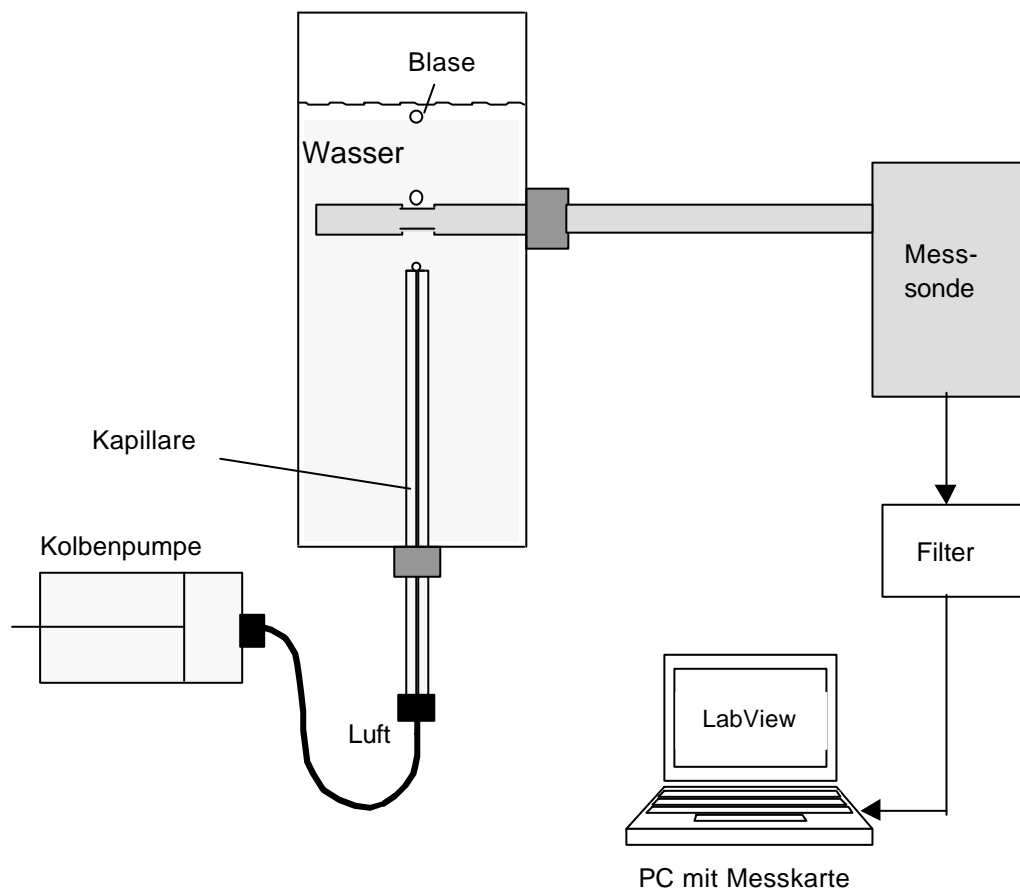 Blase
Wasser
Mess-
sonde
Kapillare
Kolbenpumpe
Filter
LabView
Luft
PC mit Messkarte